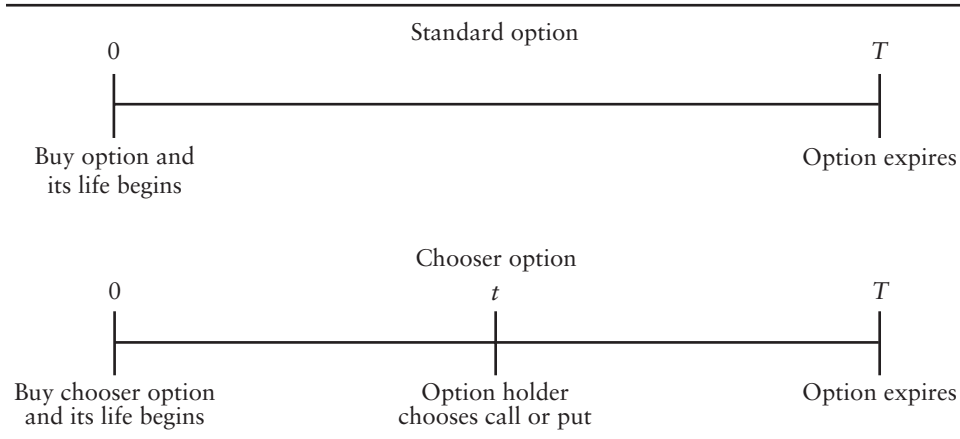 Standard option
0
T
Buy option and
its life begins
Option expires
Chooser option
0
t
T
Buy chooser option
and its life begins
Option holder
chooses call or put
Option expires